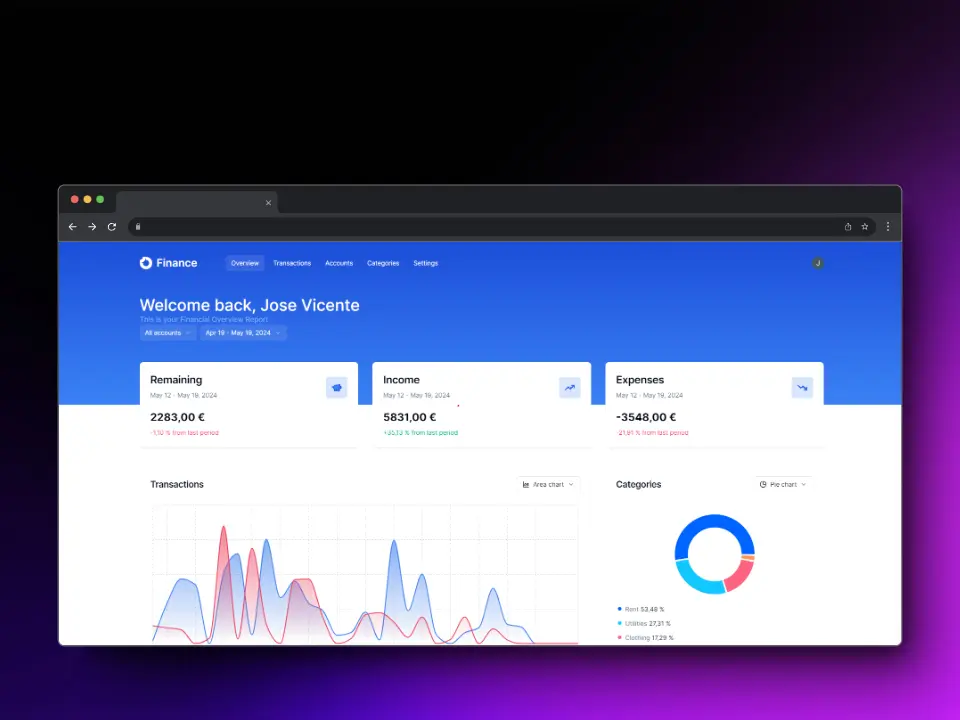 Finance
Overview Transactions Accounts Categories Settings
J
Welcome back, Jose Vicente
This is your Financial Overview Report
All accounts
Apr 19 - May 19, 2024
Remaining
May 12 - May 19, 2024
2283,00 €
-1,10 % from last period
Income
May 12 - May 19, 2024
5831,00 €
+35,13 % from last period
Expenses
May 12 - May 19, 2024
-3548,00 €
-21,91 % from last period
Transactions
Area chart
Categories
Pie chart
Rent 53,48 %
Utilities 27,31 %
Clothing 17,29 %